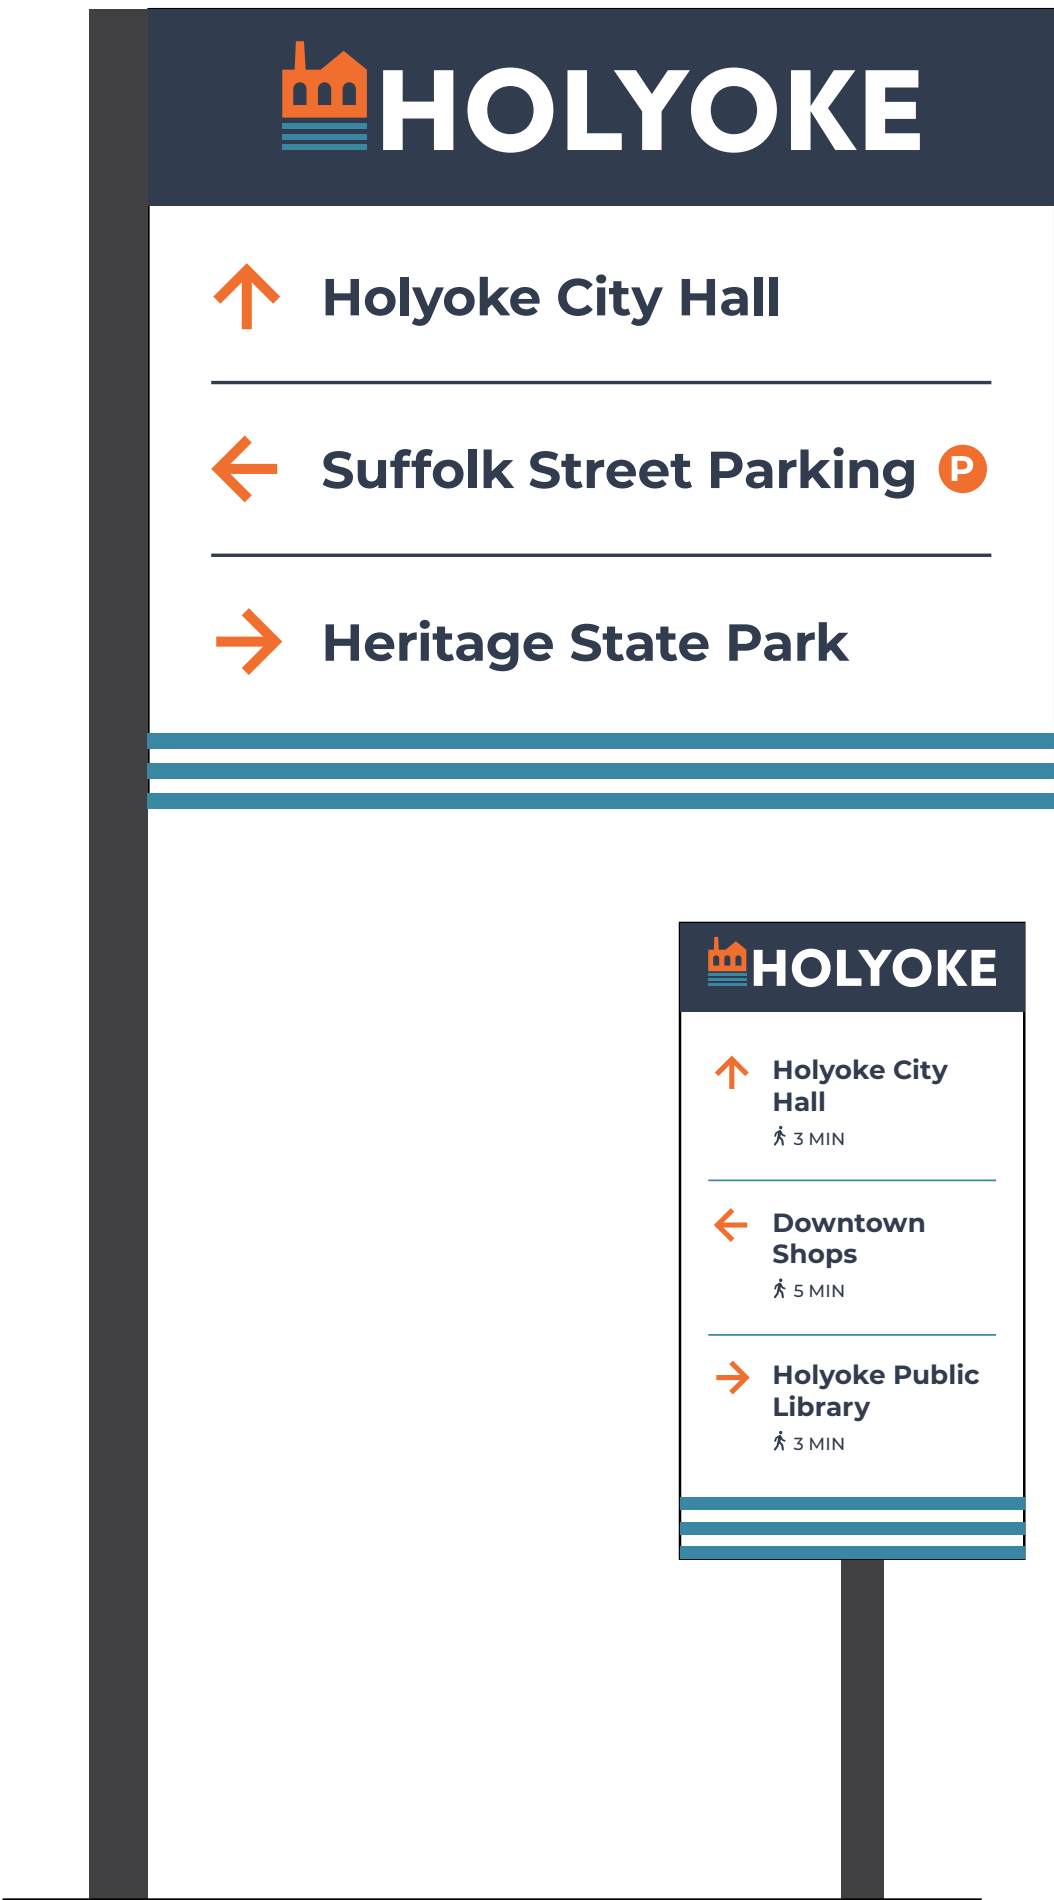 HOLYOKE
Holyoke City Hall
Suffolk Street Parking P
Heritage State Park
HOLYOKE
Holyoke City
Hall
3 MIN
Downtown
Shops
5 MIN
Holyoke Public
Library
3 MIN